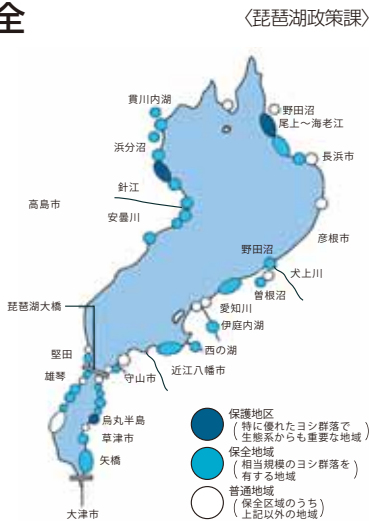 全
〈琵琶湖政策課〉
貫川内湖
野田沼
尾上～海老江
浜分沼
長浜市
針江
高島市
安曇川
彦根市
野田沼
犬上川
曽根沼
琵琶湖大橋
愛知川
伊庭内湖
西の湖
堅田
近江八幡市
守山市
雄琴
烏丸半島
草津市
矢橋
大津市
保護地区
(特に優れたヨシ群落で
生態系からも重要な地域)
保全地域
(相当規模のヨシ群落を
有する地域)
普通地域
(保全区域のうち
上記以外の地域)